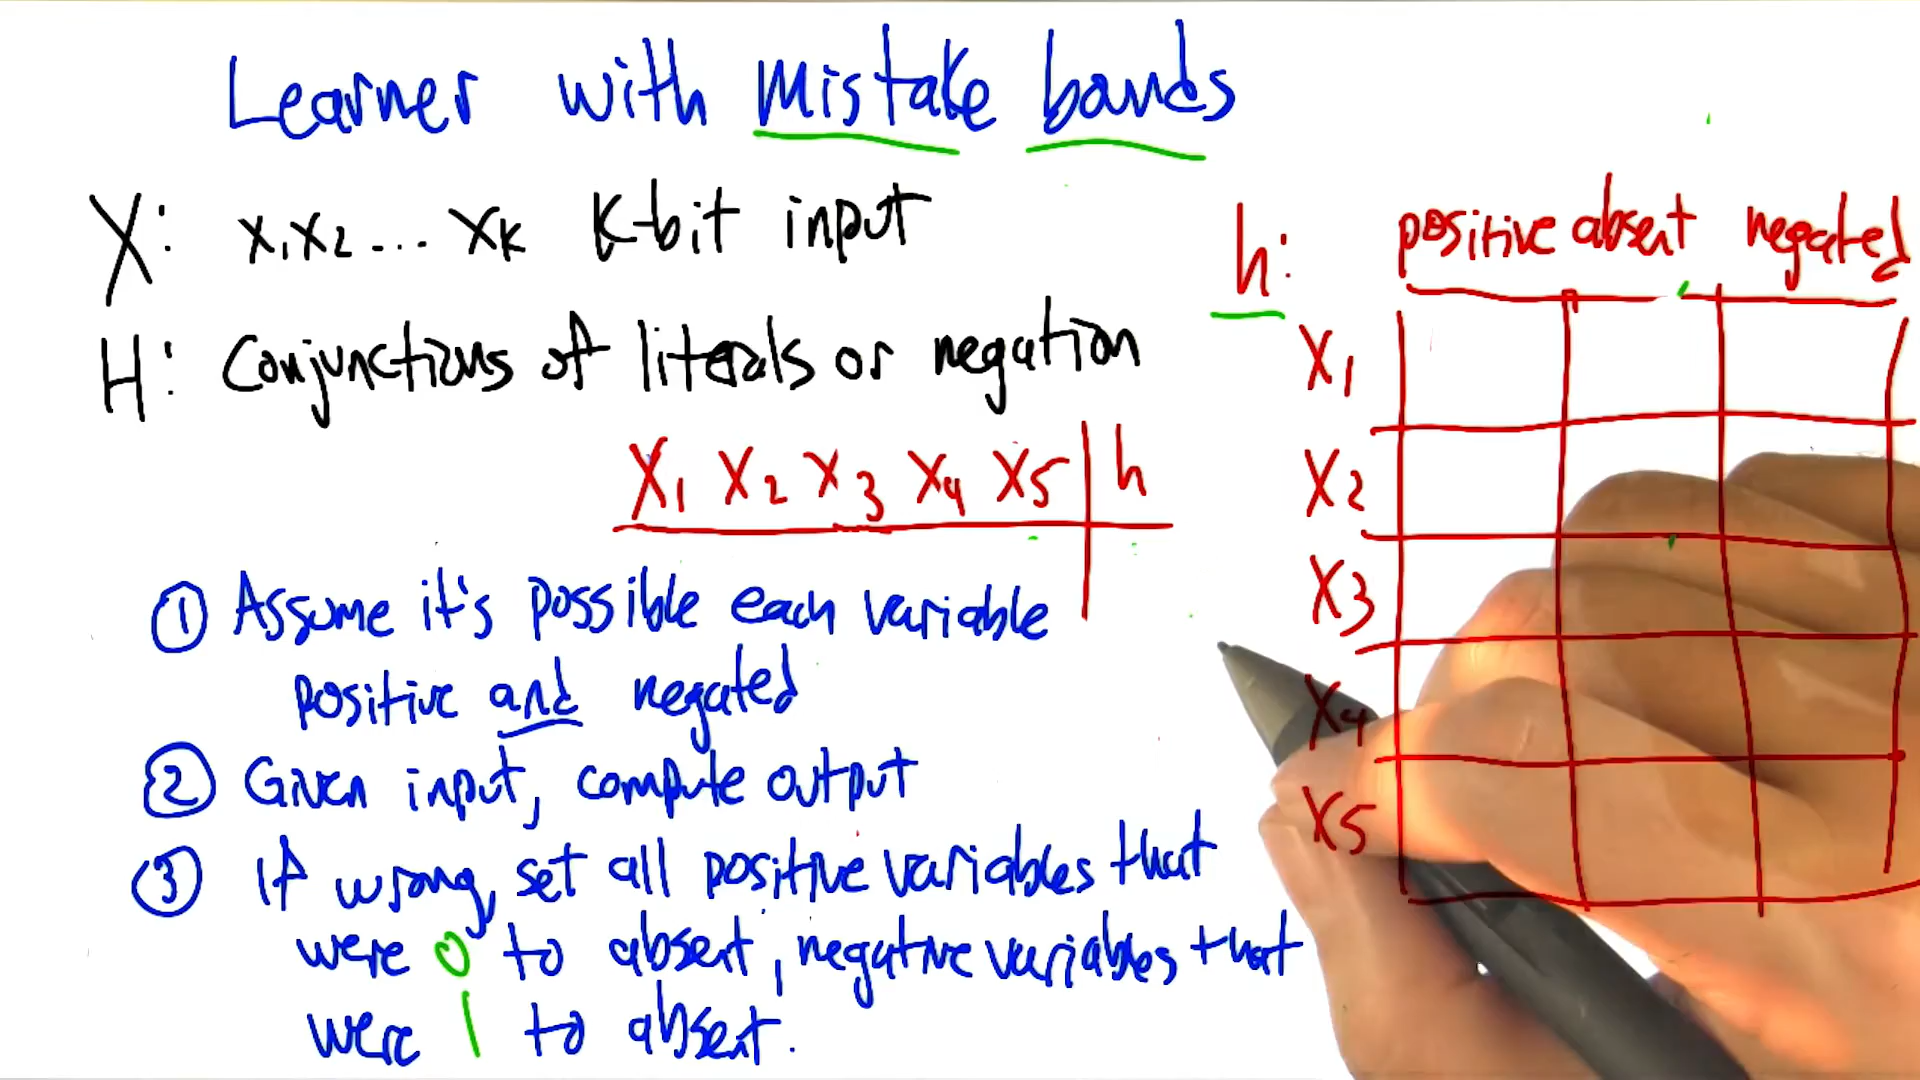 Learner with mistake bounds
X: x1x2... xk k-bit input
H: Conjunctions of literals or negation
x1 x2 x3 x4 x5 h
① Assume it's possible each variable
positive and negated
② Given input, compute output
③ If wrong, set all positive variables that
were 0 to absent, negative variables that
were 1 to absent.
h: positive absent negated
x1
x2
x3
x4
x5